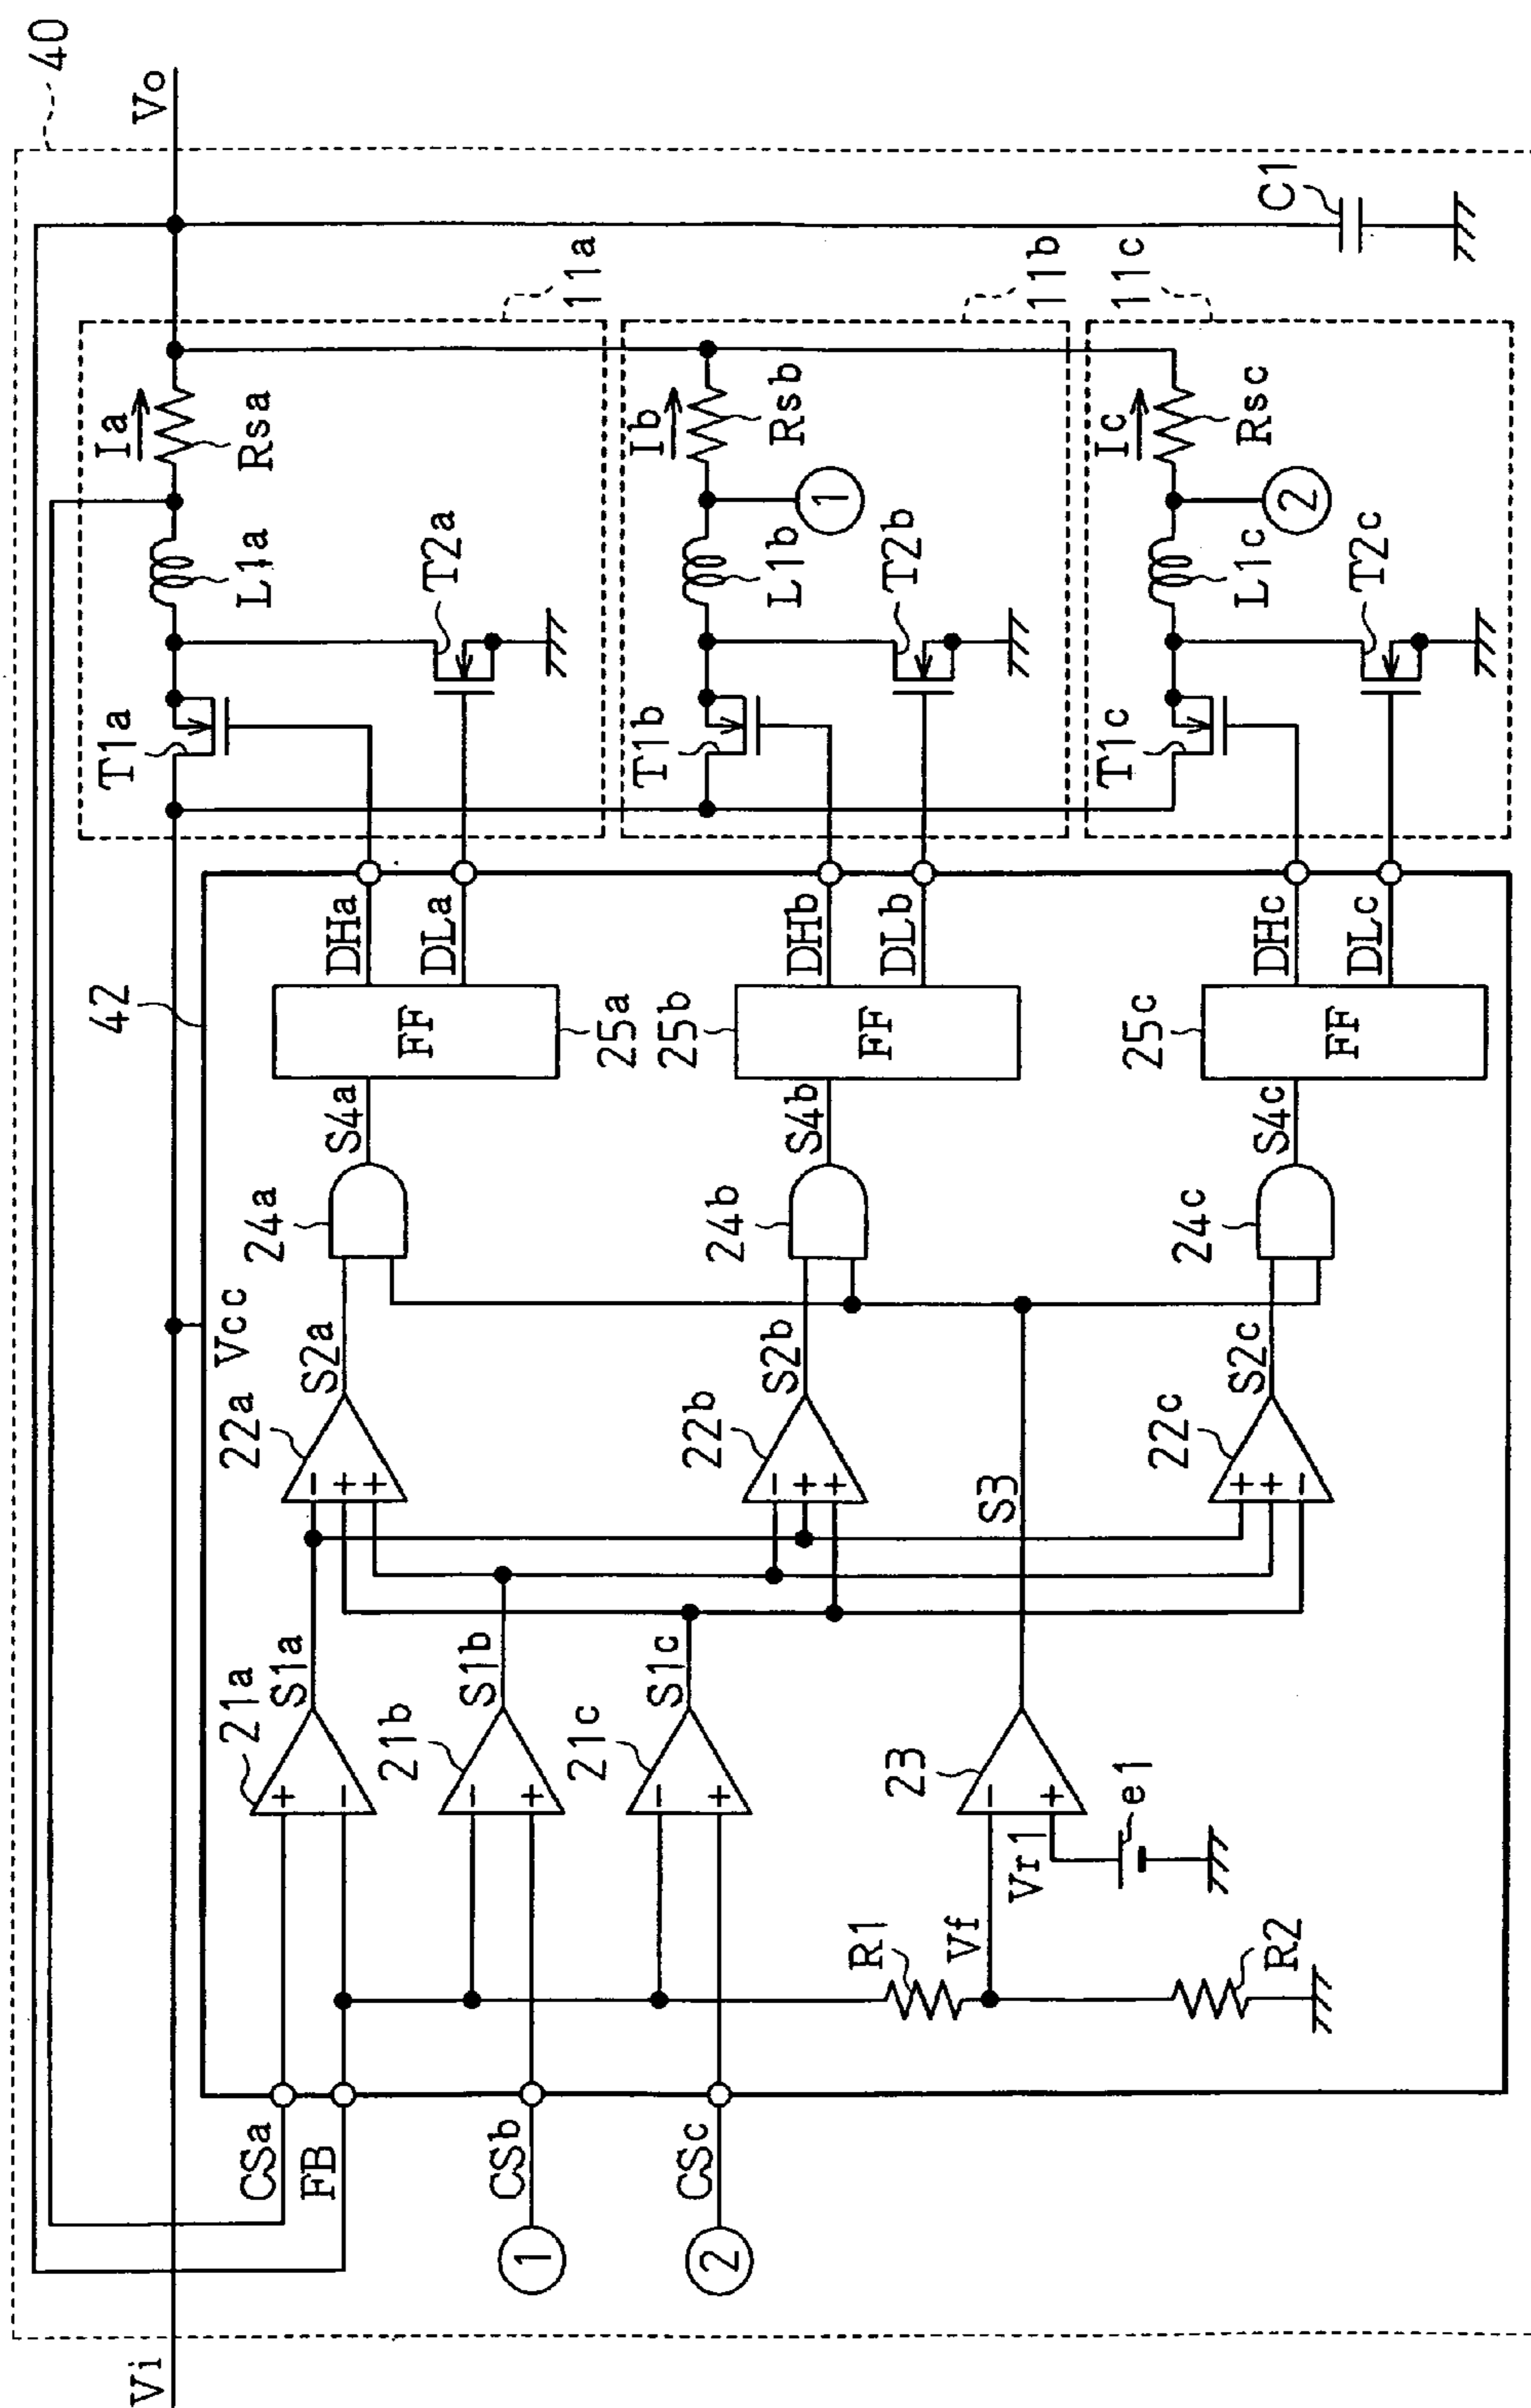 40
Vi
Vo
Ia
Rsa
L1a
T1a
T2a
11a
Ib
Rsb
L1b
1
T1b
T2b
11b
Ic
Rsc
L1c
2
T1c
T2c
11c
C1
42
Vcc
CSa
FB
CSb
1
CSc
2
21a
+
-
S1a
21b
-
+
S1b
21c
-
+
S1c
23
-
+
S3
Vr1
e1
R1
Vf
R2
22a
-
+
+
S2a
22b
-
+
+
S2b
22c
+
+
-
S2c
24a
S4a
24b
S4b
24c
S4c
FF
25a
FF
25b
FF
25c
DHa
DLa
DHb
DLb
DHc
DLc